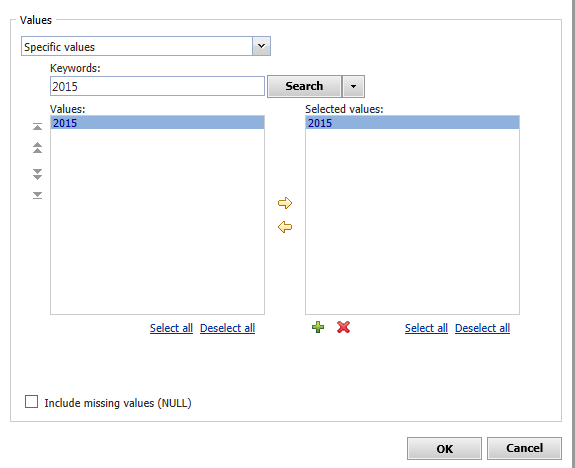 Values
Specific values
Keywords:
2015 Search
Values: Selected values:
2015 2015
Select all Deselect all Select all Deselect all
Include missing values (NULL)
OK Cancel